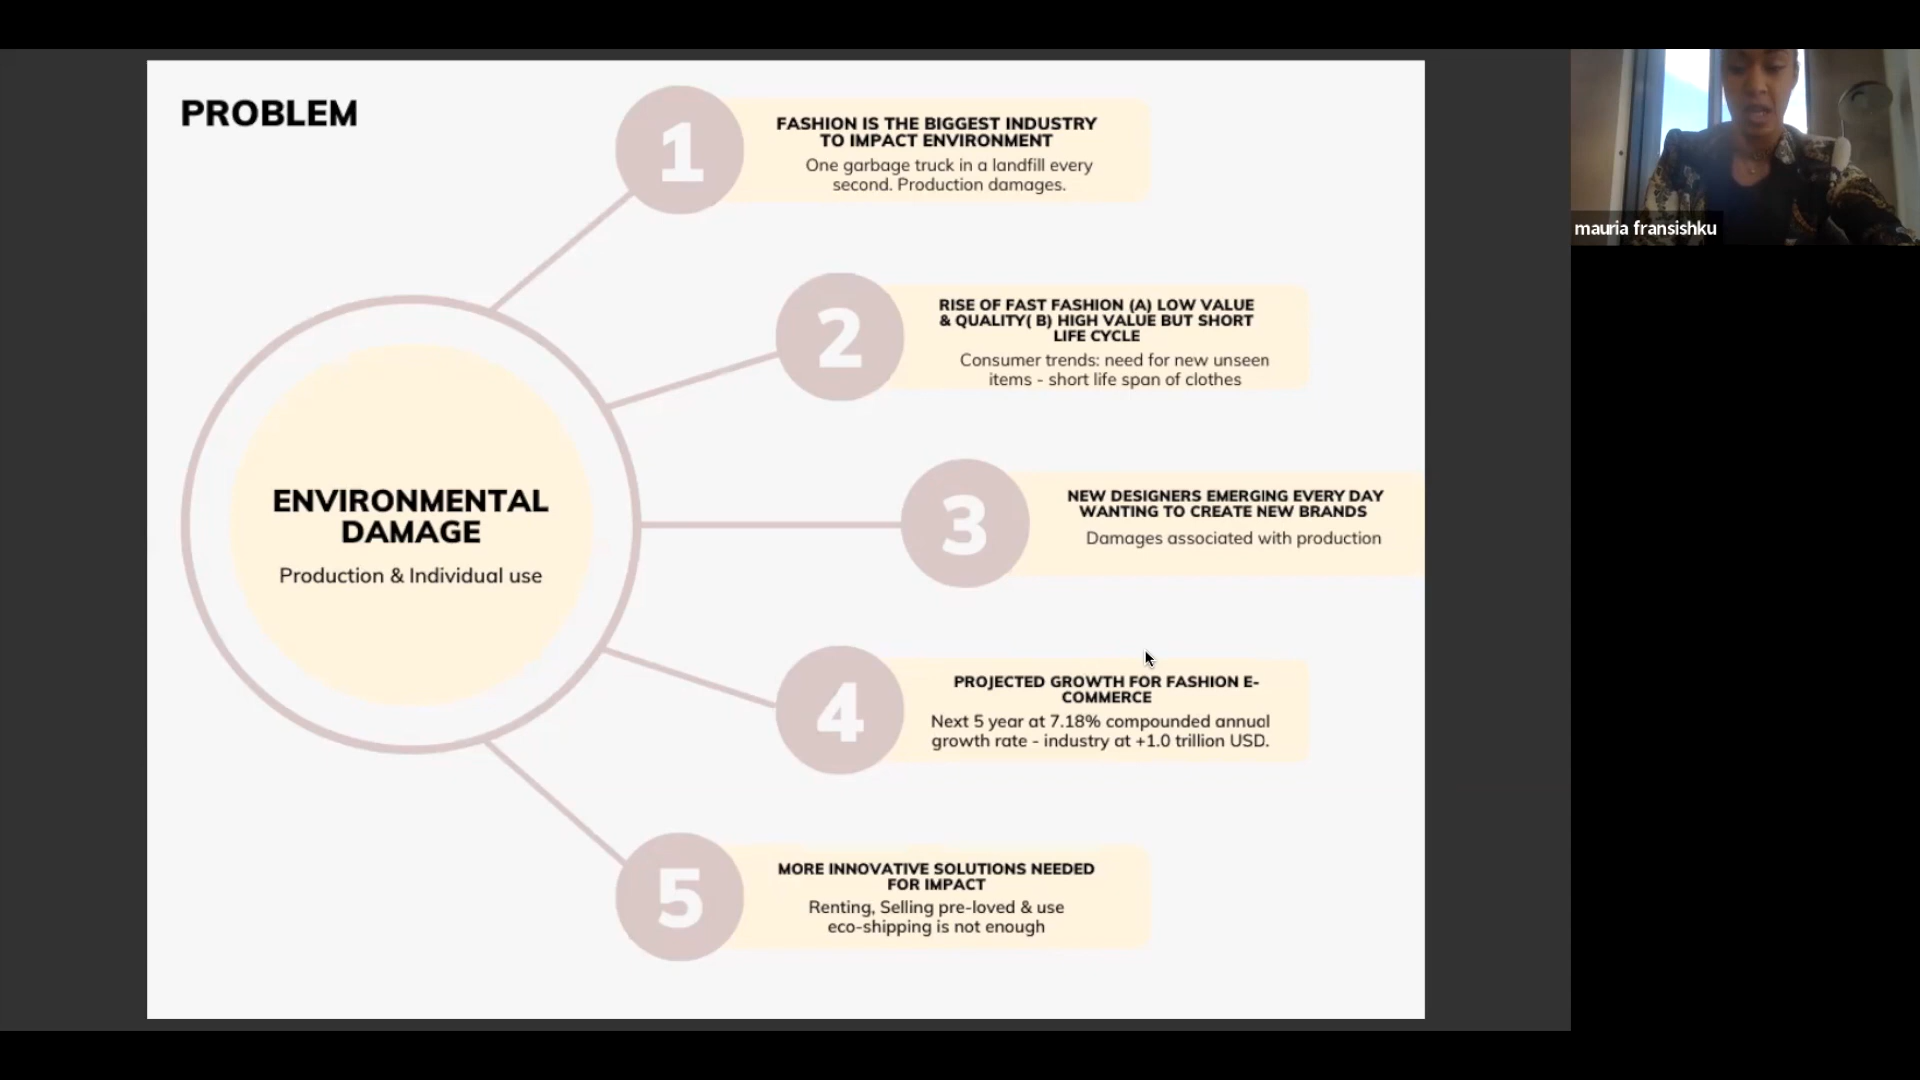 PROBLEM
1
FASHION IS THE BIGGEST INDUSTRY
TO IMPACT ENVIRONMENT
One garbage truck in a landfill every
second. Production damages.
2
RISE OF FAST FASHION (A) LOW VALUE
& QUALITY( B) HIGH VALUE BUT SHORT
LIFE CYCLE
Consumer trends: need for new unseen
items - short life span of clothes
ENVIRONMENTAL
DAMAGE
Production & Individual use
3
NEW DESIGNERS EMERGING EVERY DAY
WANTING TO CREATE NEW BRANDS
Damages associated with production
4
PROJECTED GROWTH FOR FASHION E-
COMMERCE
Next 5 year at 7.18% compounded annual
growth rate - industry at +1.0 trillion USD.
5
MORE INNOVATIVE SOLUTIONS NEEDED
FOR IMPACT
Renting, Selling pre-loved & use
eco-shipping is not enough
mauria fransishku